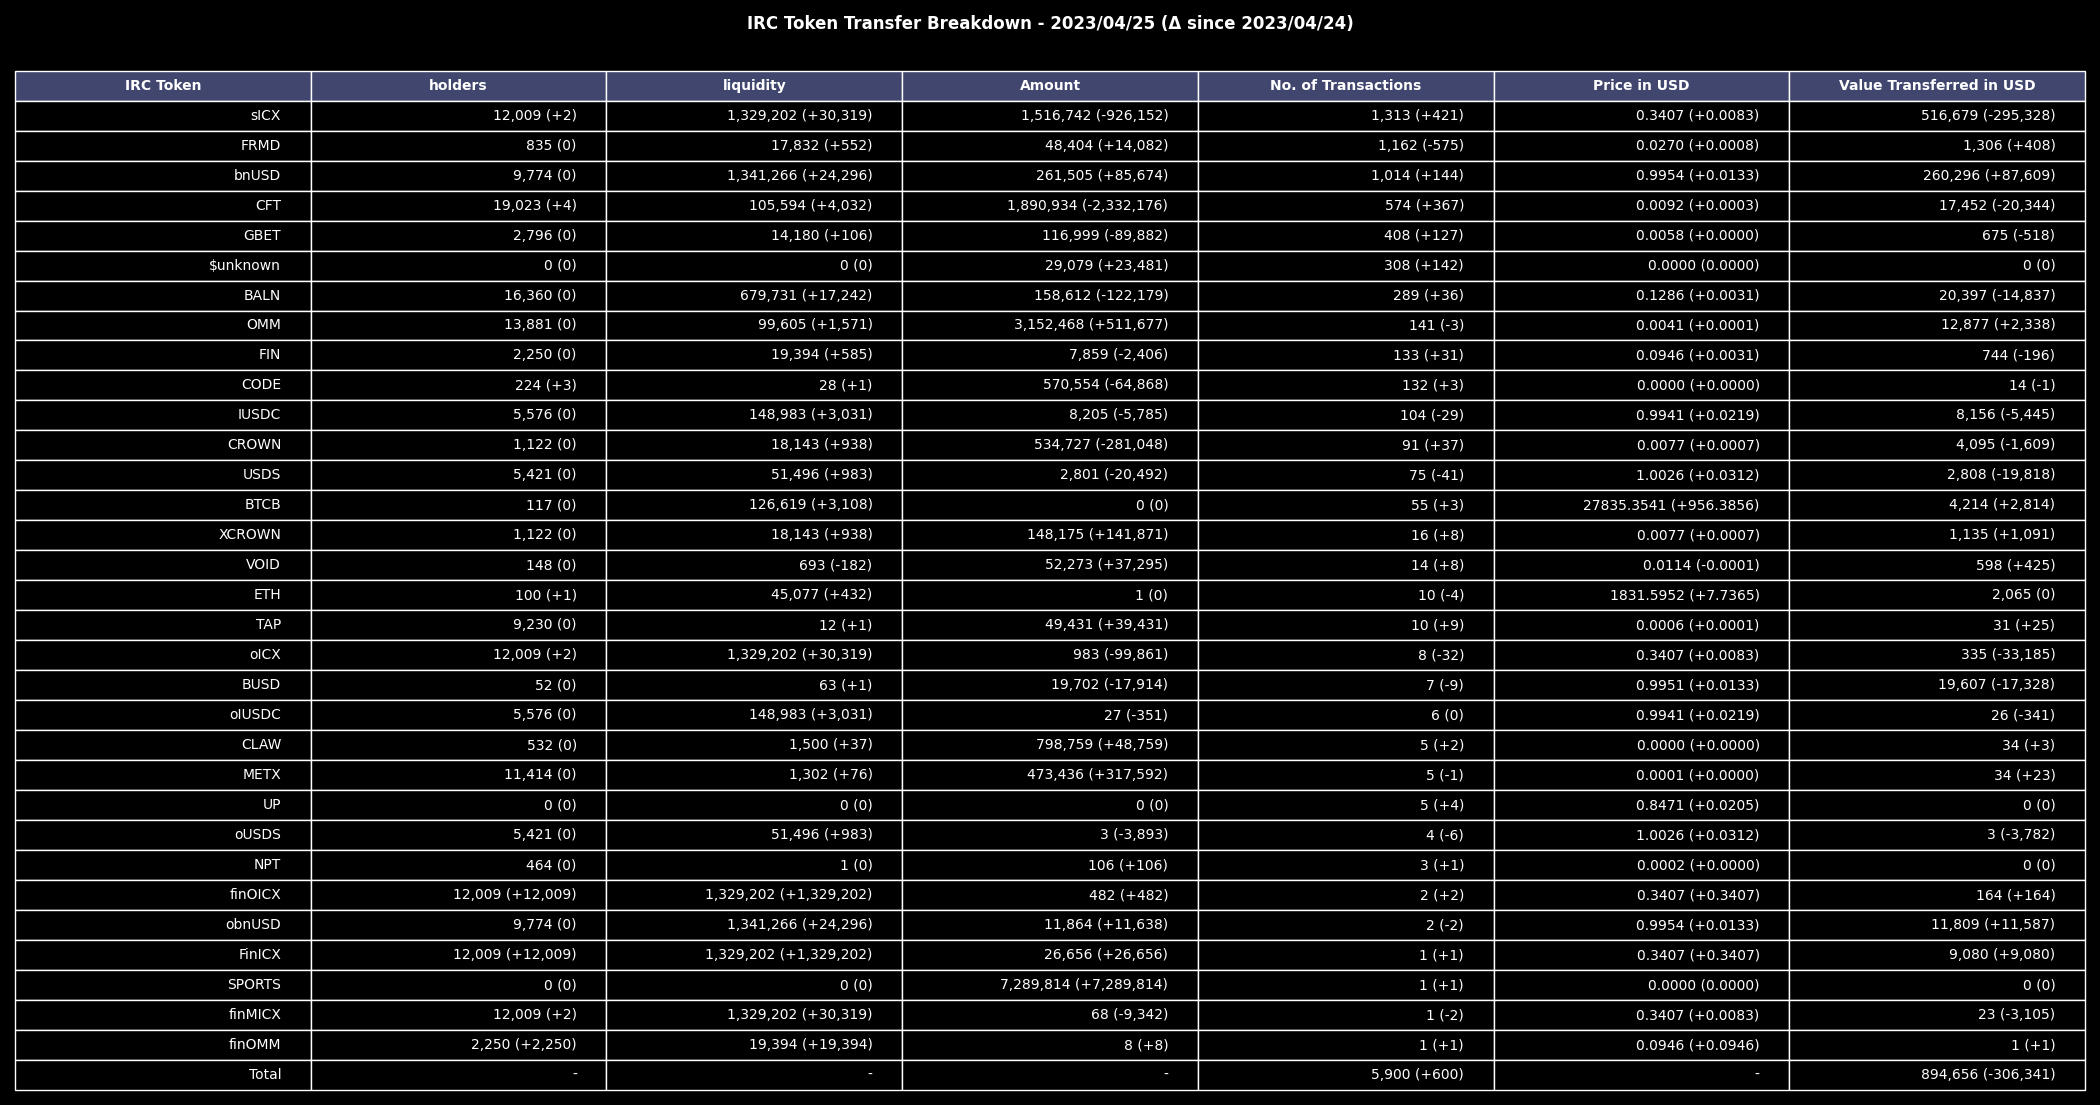 IRC Token Transfer Breakdown - 2023/04/25 (Δ since 2023/04/24)
IRC Token holders liquidity Amount No. of Transactions Price in USD Value Transferred in USD
sICX 12,009 (+2) 1,329,202 (+30,319) 1,516,742 (-926,152) 1,313 (+421) 0.3407 (+0.0083) 516,679 (-295,328)
FRMD 835 (0) 17,832 (+552) 48,404 (+14,082) 1,162 (-575) 0.0270 (+0.0008) 1,306 (+408)
bnUSD 9,774 (0) 1,341,266 (+24,296) 261,505 (+85,674) 1,014 (+144) 0.9954 (+0.0133) 260,296 (+87,609)
CFT 19,023 (+4) 105,594 (+4,032) 1,890,934 (-2,332,176) 574 (+367) 0.0092 (+0.0003) 17,452 (-20,344)
GBET 2,796 (0) 14,180 (+106) 116,999 (-89,882) 408 (+127) 0.0058 (+0.0000) 675 (-518)
$unknown 0 (0) 0 (0) 29,079 (+23,481) 308 (+142) 0.0000 (0.0000) 0 (0)
BALN 16,360 (0) 679,731 (+17,242) 158,612 (-122,179) 289 (+36) 0.1286 (+0.0031) 20,397 (-14,837)
OMM 13,881 (0) 99,605 (+1,571) 3,152,468 (+511,677) 141 (-3) 0.0041 (+0.0001) 12,877 (+2,338)
FIN 2,250 (0) 19,394 (+585) 7,859 (-2,406) 133 (+31) 0.0946 (+0.0031) 744 (-196)
CODE 224 (+3) 28 (+1) 570,554 (-64,868) 132 (+3) 0.0000 (+0.0000) 14 (-1)
IUSDC 5,576 (0) 148,983 (+3,031) 8,205 (-5,785) 104 (-29) 0.9941 (+0.0219) 8,156 (-5,445)
CROWN 1,122 (0) 18,143 (+938) 534,727 (-281,048) 91 (+37) 0.0077 (+0.0007) 4,095 (-1,609)
USDS 5,421 (0) 51,496 (+983) 2,801 (-20,492) 75 (-41) 1.0026 (+0.0312) 2,808 (-19,818)
BTCB 117 (0) 126,619 (+3,108) 0 (0) 55 (+3) 27835.3541 (+956.3856) 4,214 (+2,814)
XCROWN 1,122 (0) 18,143 (+938) 148,175 (+141,871) 16 (+8) 0.0077 (+0.0007) 1,135 (+1,091)
VOID 148 (0) 693 (-182) 52,273 (+37,295) 14 (+8) 0.0114 (-0.0001) 598 (+425)
ETH 100 (+1) 45,077 (+432) 1 (0) 10 (-4) 1831.5952 (+7.7365) 2,065 (0)
TAP 9,230 (0) 12 (+1) 49,431 (+39,431) 10 (+9) 0.0006 (+0.0001) 31 (+25)
oICX 12,009 (+2) 1,329,202 (+30,319) 983 (-99,861) 8 (-32) 0.3407 (+0.0083) 335 (-33,185)
BUSD 52 (0) 63 (+1) 19,702 (-17,914) 7 (-9) 0.9951 (+0.0133) 19,607 (-17,328)
oIUSDC 5,576 (0) 148,983 (+3,031) 27 (-351) 6 (0) 0.9941 (+0.0219) 26 (-341)
CLAW 532 (0) 1,500 (+37) 798,759 (+48,759) 5 (+2) 0.0000 (+0.0000) 34 (+3)
METX 11,414 (0) 1,302 (+76) 473,436 (+317,592) 5 (-1) 0.0001 (+0.0000) 34 (+23)
UP 0 (0) 0 (0) 0 (0) 5 (+4) 0.8471 (+0.0205) 0 (0)
oUSDS 5,421 (0) 51,496 (+983) 3 (-3,893) 4 (-6) 1.0026 (+0.0312) 3 (-3,782)
NPT 464 (0) 1 (0) 106 (+106) 3 (+1) 0.0002 (+0.0000) 0 (0)
finOICX 12,009 (+12,009) 1,329,202 (+1,329,202) 482 (+482) 2 (+2) 0.3407 (+0.3407) 164 (+164)
obnUSD 9,774 (0) 1,341,266 (+24,296) 11,864 (+11,638) 2 (-2) 0.9954 (+0.0133) 11,809 (+11,587)
FinICX 12,009 (+12,009) 1,329,202 (+1,329,202) 26,656 (+26,656) 1 (+1) 0.3407 (+0.3407) 9,080 (+9,080)
SPORTS 0 (0) 0 (0) 7,289,814 (+7,289,814) 1 (+1) 0.0000 (0.0000) 0 (0)
finMICX 12,009 (+2) 1,329,202 (+30,319) 68 (-9,342) 1 (-2) 0.3407 (+0.0083) 23 (-3,105)
finOMM 2,250 (+2,250) 19,394 (+19,394) 8 (+8) 1 (+1) 0.0946 (+0.0946) 1 (+1)
Total - - - 5,900 (+600) - 894,656 (-306,341)